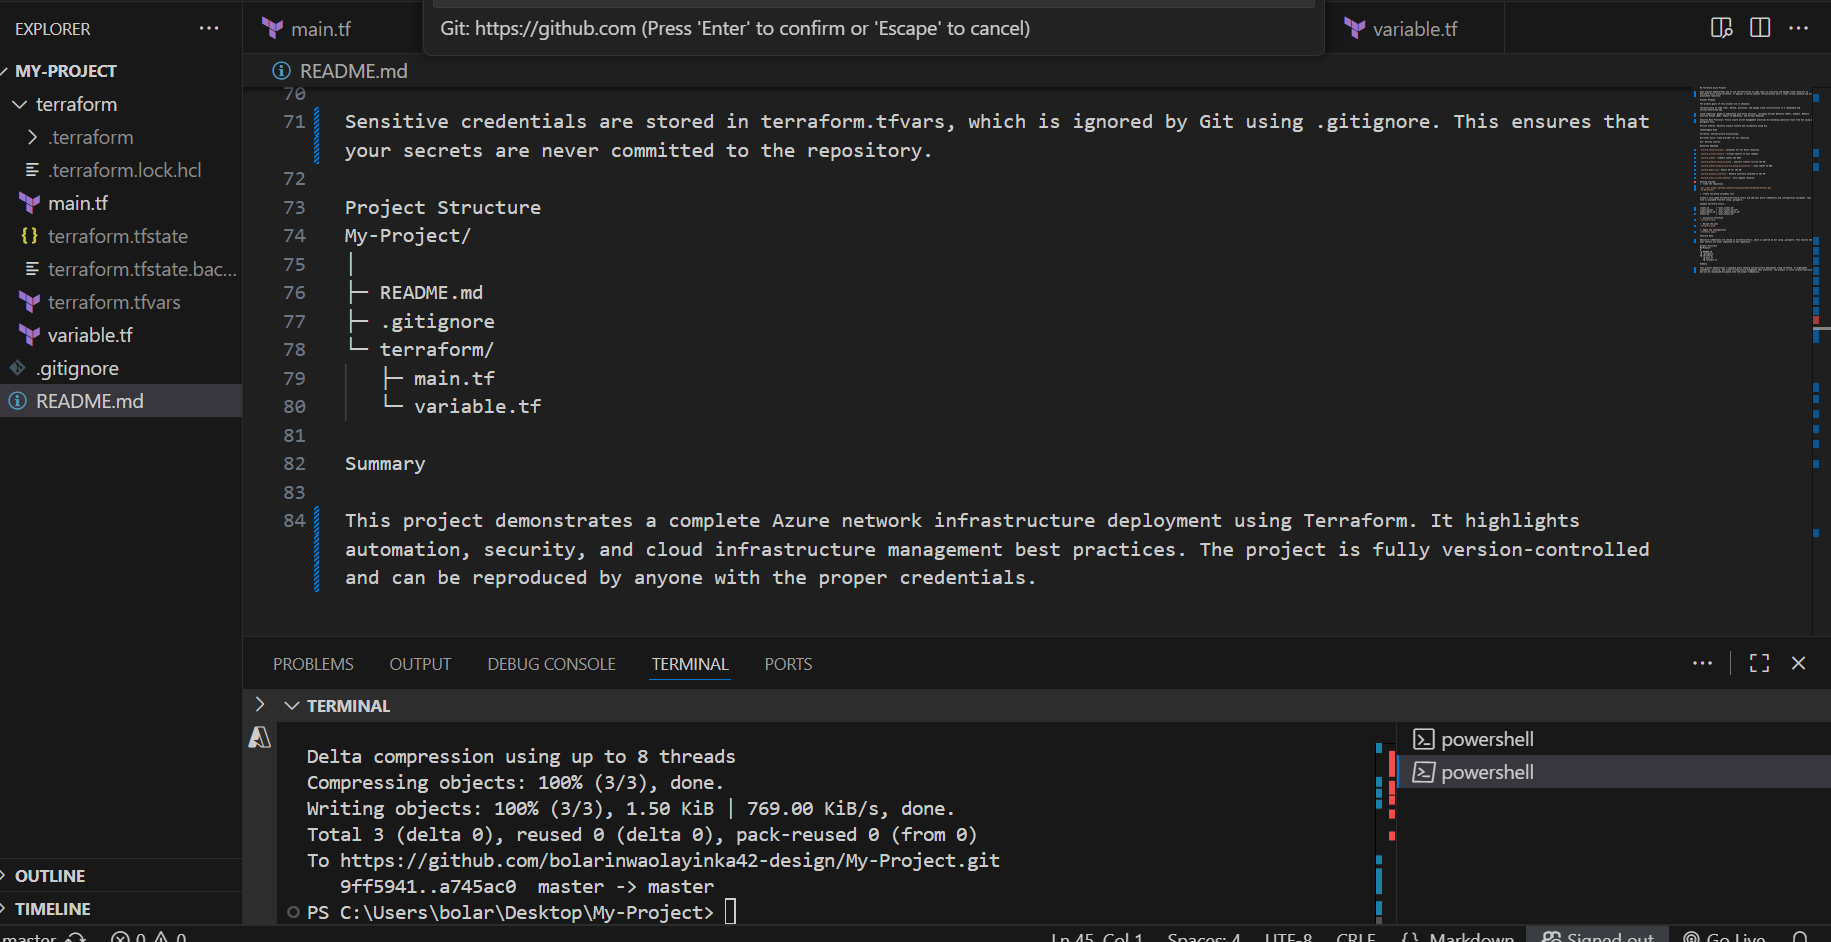 EXPLORER
MY-PROJECT
terraform
.terraform
.terraform.lock.hcl
main.tf
terraform.tfstate
terraform.tfstate.bac...
terraform.tfvars
variable.tf
.gitignore
README.md
OUTLINE
TIMELINE
main.tf
Git: https://github.com (Press 'Enter' to confirm or 'Escape' to cancel)
variable.tf
README.md
70
71 Sensitive credentials are stored in terraform.tfvars, which is ignored by Git using .gitignore. This ensures that
your secrets are never committed to the repository.
72
73 Project Structure
74 My-Project/
75 │
76 ├─ README.md
77 ├─ .gitignore
78 └─ terraform/
79 ├─ main.tf
80 └─ variable.tf
81
82 Summary
83
84 This project demonstrates a complete Azure network infrastructure deployment using Terraform. It highlights
automation, security, and cloud infrastructure management best practices. The project is fully version-controlled
and can be reproduced by anyone with the proper credentials.
PROBLEMS OUTPUT DEBUG CONSOLE TERMINAL PORTS
TERMINAL
Delta compression using up to 8 threads
Compressing objects: 100% (3/3), done.
Writing objects: 100% (3/3), 1.50 KiB | 769.00 KiB/s, done.
Total 3 (delta 0), reused 0 (delta 0), pack-reused 0 (from 0)
To https://github.com/bolarinwaolayinka42-design/My-Project.git
9ff5941..a745ac0 master -> master
PS C:\Users\bolar\Desktop\My-Project>
powershell
powershell
master 0 0 Ln 45, Col 1 Spaces: 4 UTF-8 CRLF {} Markdown Signed out Go Live